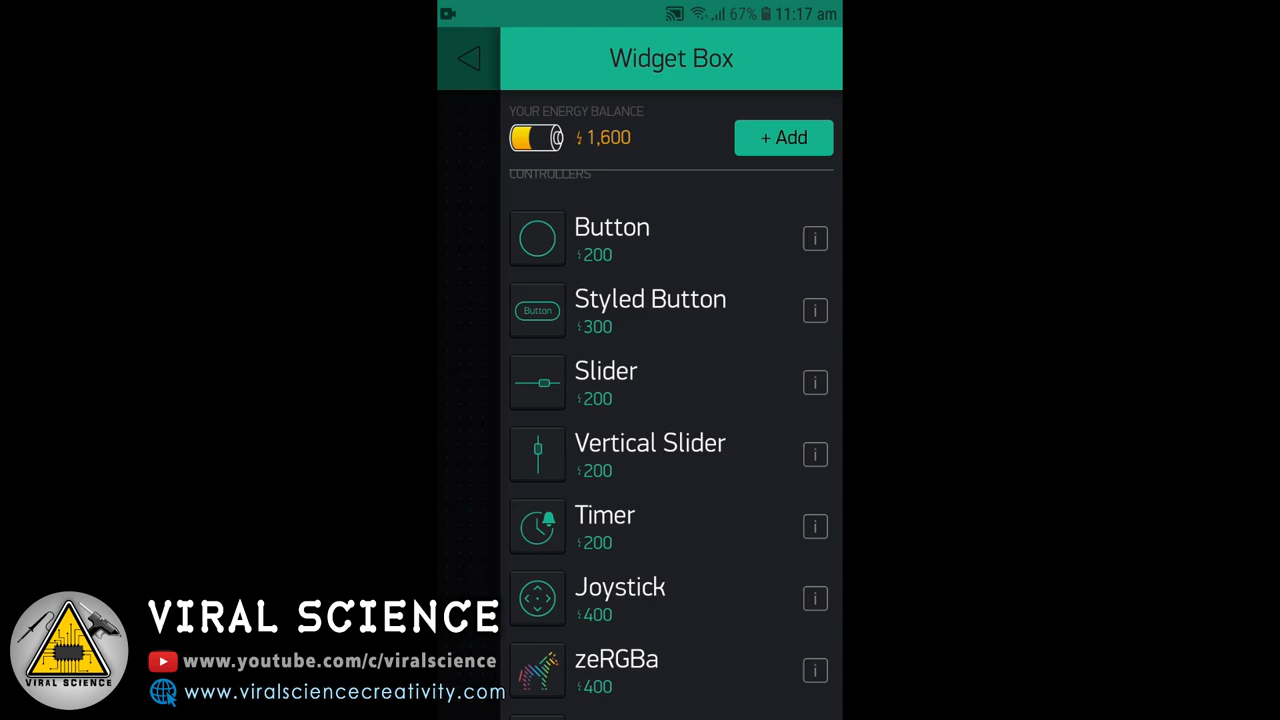 67% 11:17 am
Widget Box
YOUR ENERGY BALANCE
1,600
+ Add
CONTROLLERS
Button
200
i
Button
Styled Button
300
i
Slider
200
i
Vertical Slider
200
i
Timer
200
i
Joystick
400
i
zeRGBa
400
i
VIRAL SCIENCE
VIRAL SCIENCE
www.youtube.com/c/viralscience
www.viralsciencecreativity.com